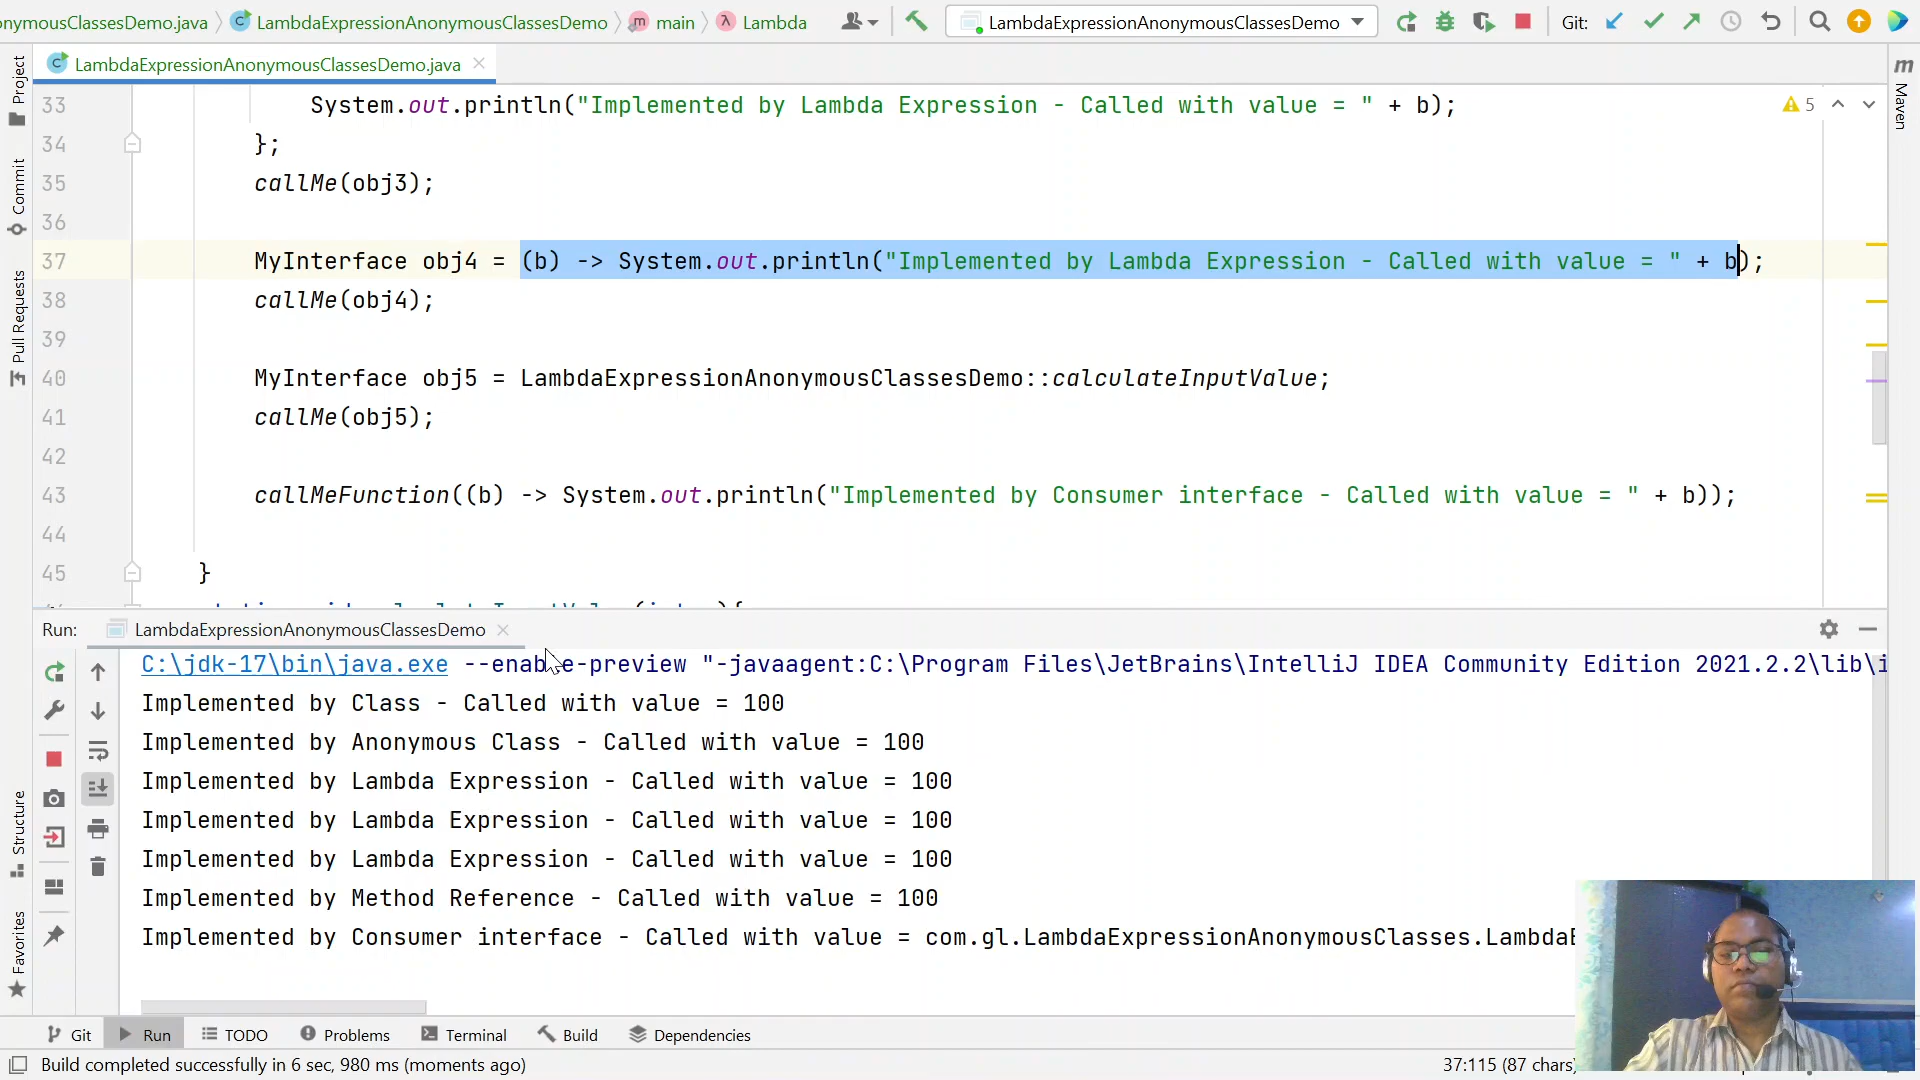 onymousClassesDemo.java LambdaExpressionAnonymousClassesDemo main Lambda LambdaExpressionAnonymousClassesDemo Git:
LambdaExpressionAnonymousClassesDemo.java
Project
Commit
Pull Requests
Structure
Favorites
m
Maven
5
33 System.out.println("Implemented by Lambda Expression - Called with value = " + b);
34 };
35 callMe(obj3);
36
37 MyInterface obj4 = (b) -> System.out.println("Implemented by Lambda Expression - Called with value = " + b);
38 callMe(obj4);
39
40 MyInterface obj5 = LambdaExpressionAnonymousClassesDemo::calculateInputValue;
41 callMe(obj5);
42
43 callMeFunction((b) -> System.out.println("Implemented by Consumer interface - Called with value = " + b));
44
45 }
Run: LambdaExpressionAnonymousClassesDemo
C:\jdk-17\bin\java.exe --enable-preview "-javaagent:C:\Program Files\JetBrains\IntelliJ IDEA Community Edition 2021.2.2\lib\i
Implemented by Class - Called with value = 100
Implemented by Anonymous Class - Called with value = 100
Implemented by Lambda Expression - Called with value = 100
Implemented by Lambda Expression - Called with value = 100
Implemented by Lambda Expression - Called with value = 100
Implemented by Method Reference - Called with value = 100
Implemented by Consumer interface - Called with value = com.gl.LambdaExpressionAnonymousClasses.Lambda
Git Run TODO Problems Terminal Build Dependencies
Build completed successfully in 6 sec, 980 ms (moments ago) 37:115 (87 chars)